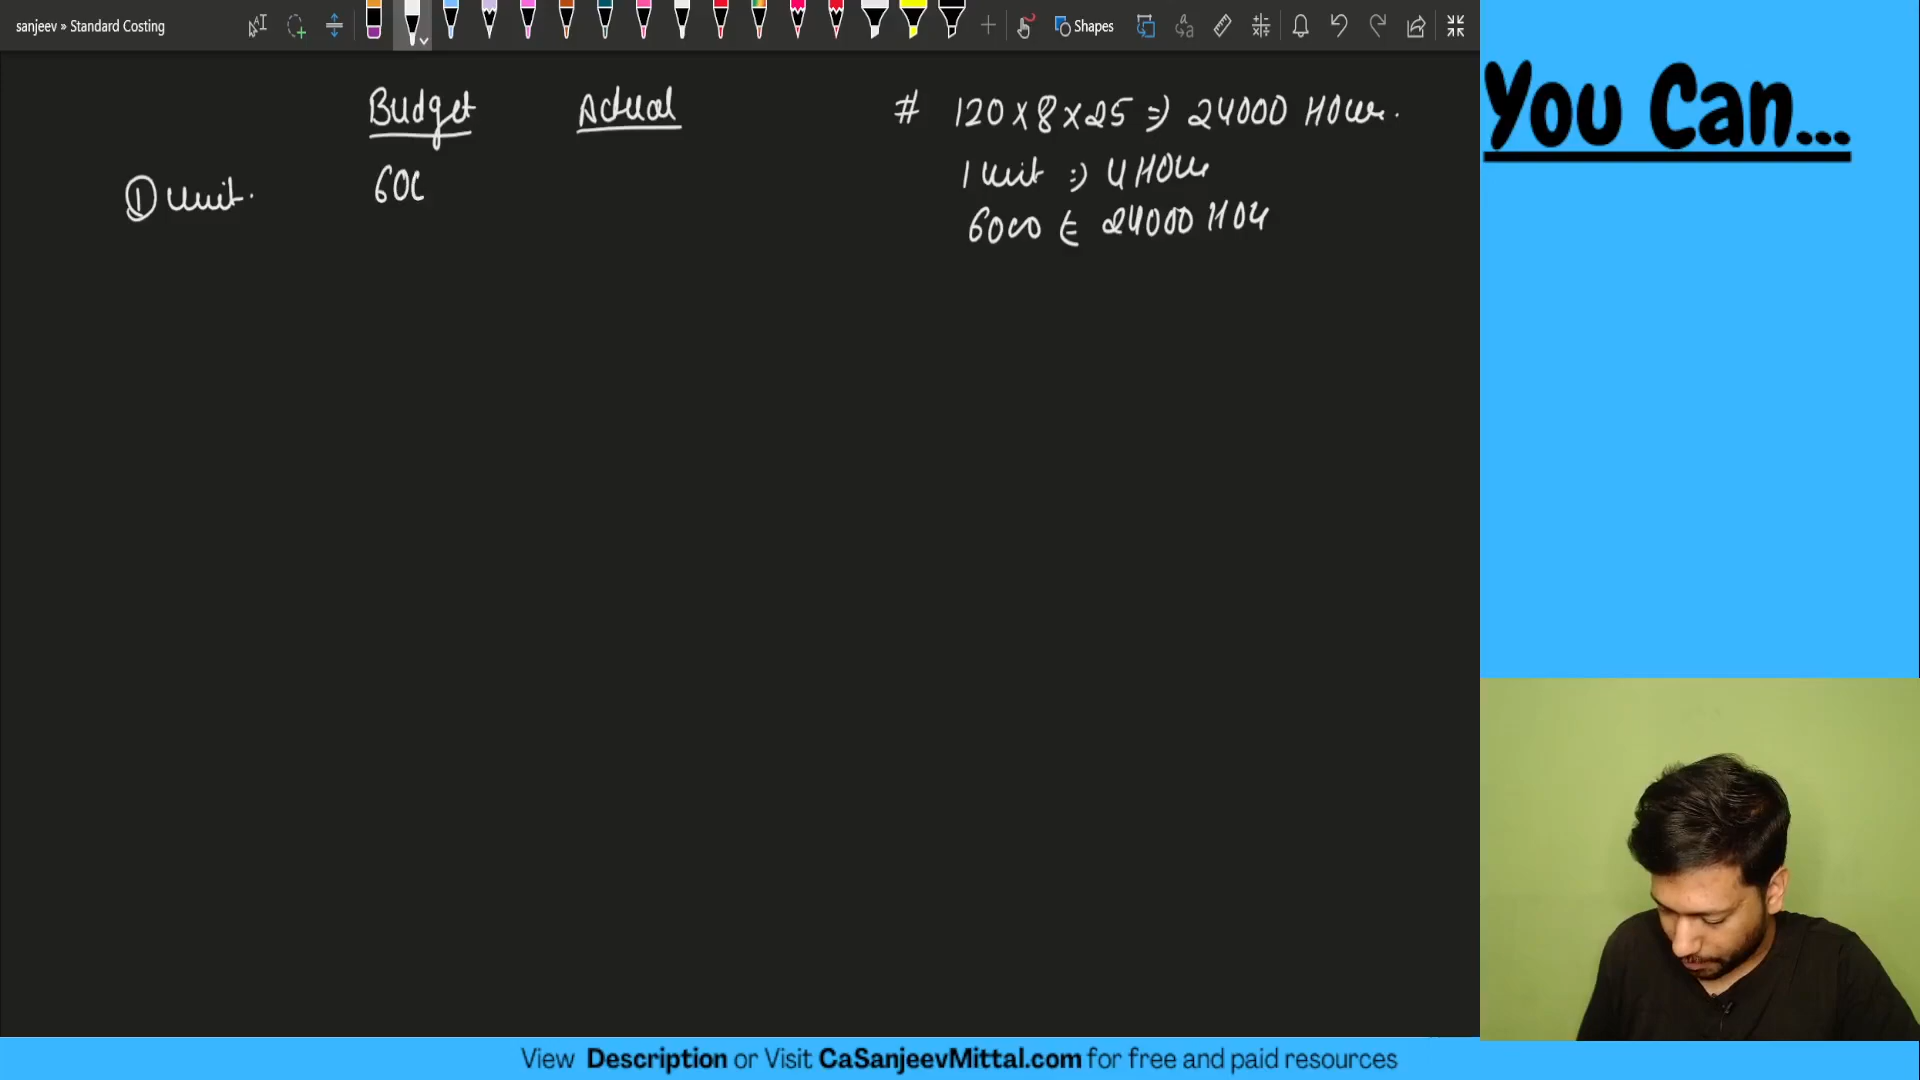 sanjeev » Standard Costing
Shapes
You Can...
Budget Actual # 120 x 8 x 25 ⇒ 24000 Hour.
① unit. 600 1 unit ⇒ 4 Hour
6000 ⇐ 24000 Hou
View Description or Visit CaSanjeevMittal.com for free and paid resources